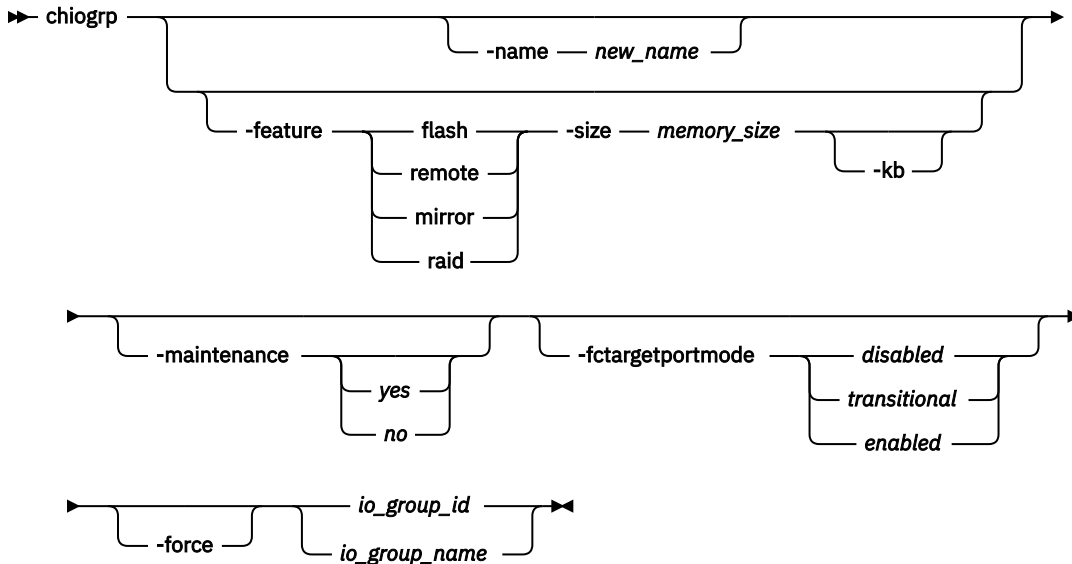 chiogrp
-name new_name
-feature flash -size memory_size
remote -kb
mirror
raid
-maintenance -fctargetportmode disabled
yes transitional
no enabled
io_group_id
-force io_group_name